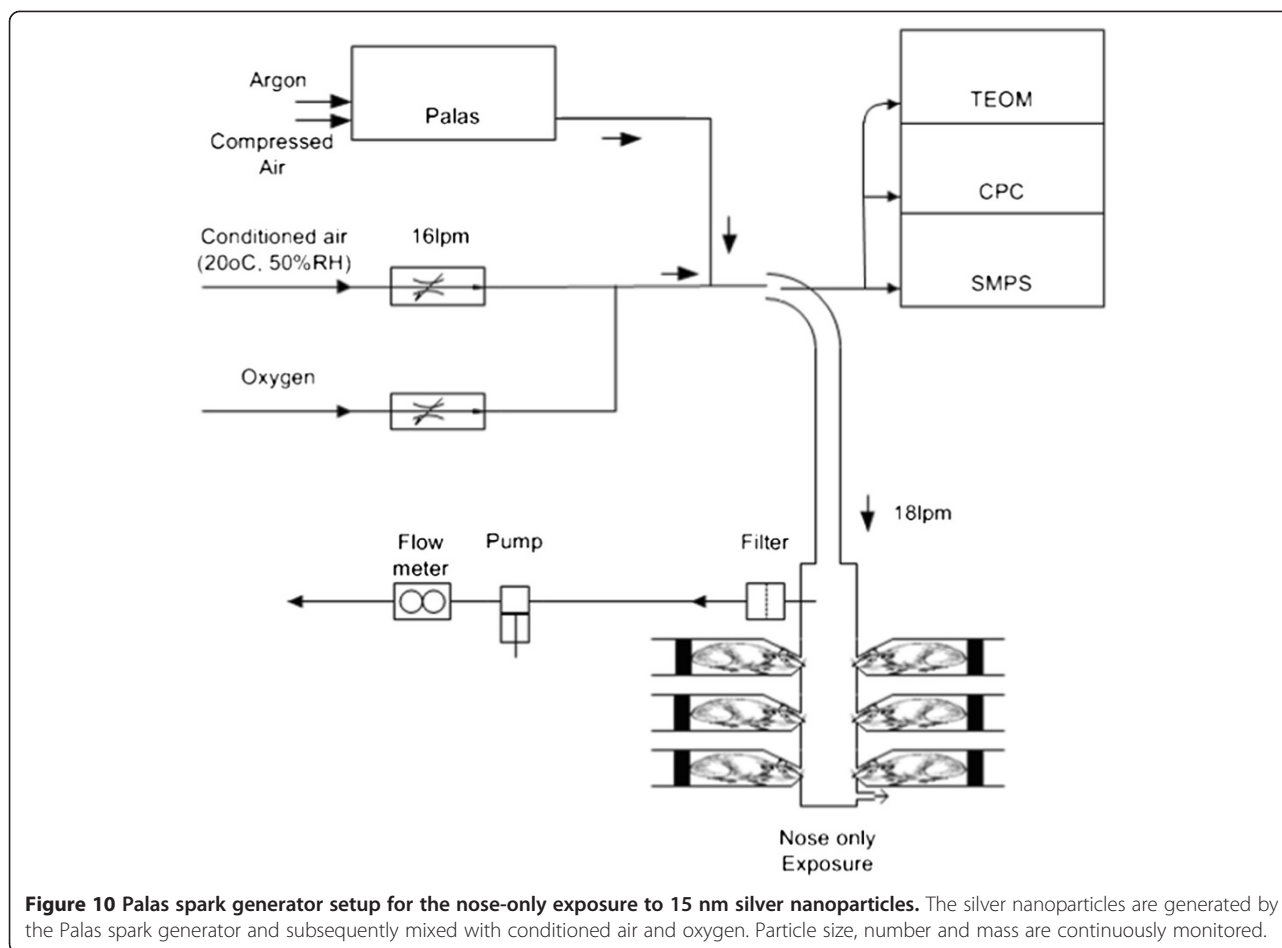 Argon
Compressed
Air
Palas
TEOM
CPC
SMPS
Conditioned air
(20oC, 50%RH)
16lpm
Oxygen
18lpm
Flow
meter
Pump
Filter
Nose only
Exposure
Figure 10 Palas spark generator setup for the nose-only exposure to 15 nm silver nanoparticles. The silver nanoparticles are generated by
the Palas spark generator and subsequently mixed with conditioned air and oxygen. Particle size, number and mass are continuously monitored.